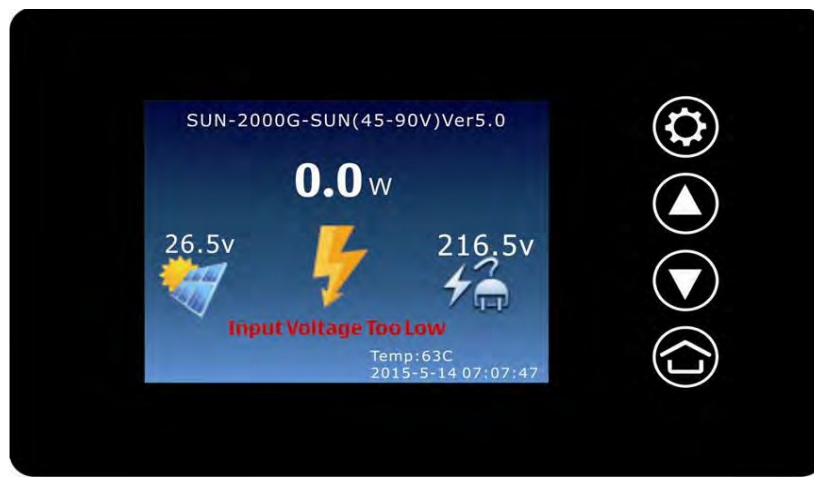 SUN-2000G-SUN(45-90V)Ver5.0
0.0 W
26.5v
216.5v
Input Voltage Too Low
Temp:63C
2015-5-14 07:07:47